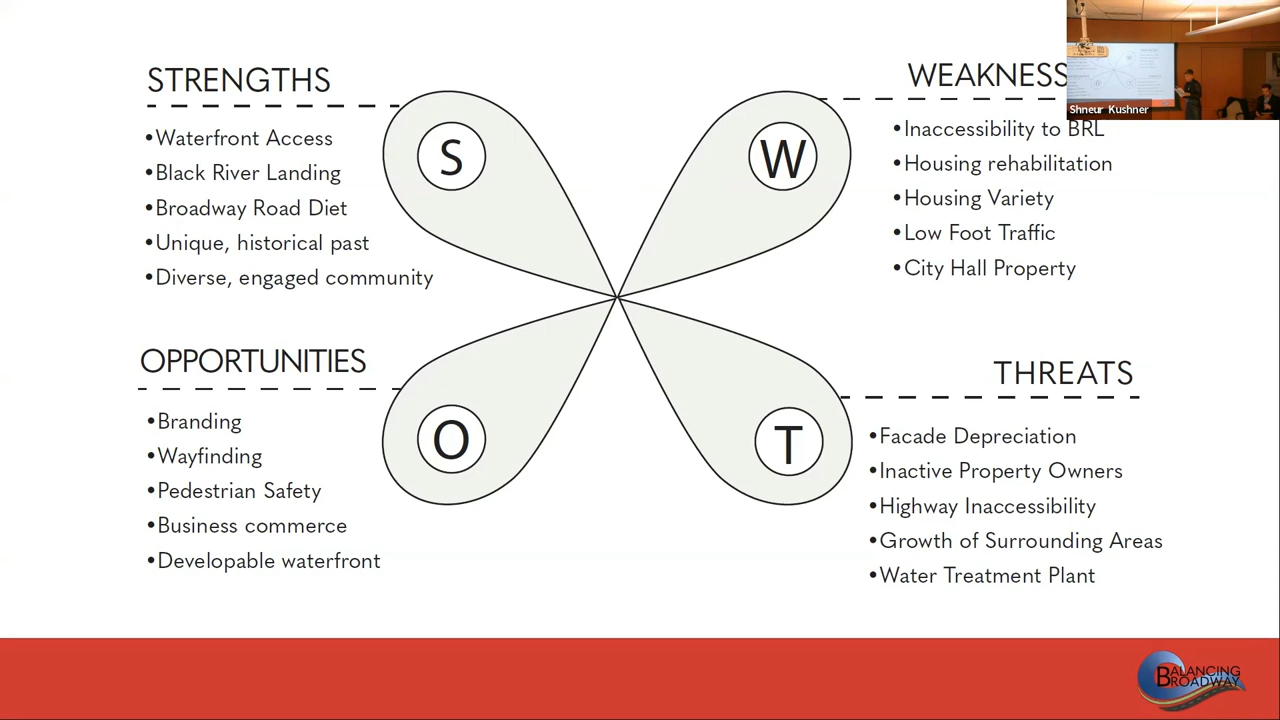 STRENGTHS
•Waterfront Access
•Black River Landing
•Broadway Road Diet
•Unique, historical past
•Diverse, engaged community
S
WEAKNESS
•Inaccessibility to BRL
•Housing rehabilitation
•Housing Variety
•Low Foot Traffic
•City Hall Property
W
OPPORTUNITIES
•Branding
•Wayfinding
•Pedestrian Safety
•Business commerce
•Developable waterfront
O
THREATS
•Facade Depreciation
•Inactive Property Owners
•Highway Inaccessibility
•Growth of Surrounding Areas
•Water Treatment Plant
T
Shneur Kushner
BALANCING
BROADWAY